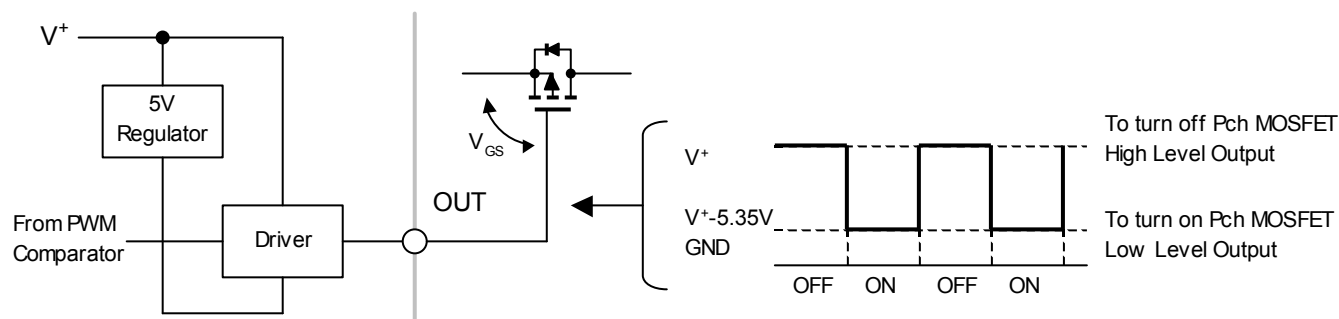 V+
5V
Regulator
From PWM
Comparator
Driver
OUT
VGS
V+
V+-5.35V
GND
OFF
ON
OFF
ON
To turn off Pch MOSFET
High Level Output
To turn on Pch MOSFET
Low Level Output